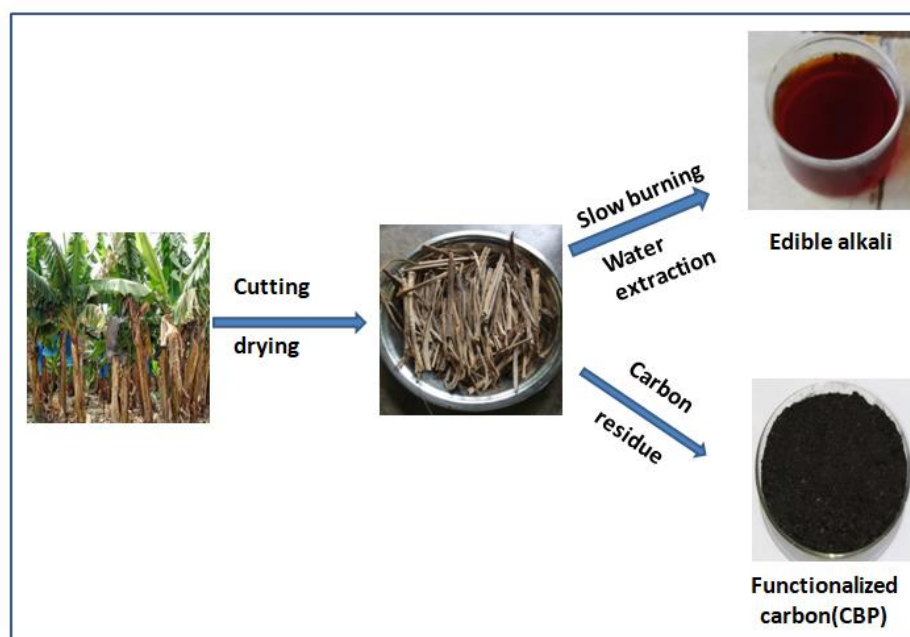 Cutting
drying
Slow burning
Water
extraction
Edible alkali
Carbon
residue
Functionalized
carbon(CBP)